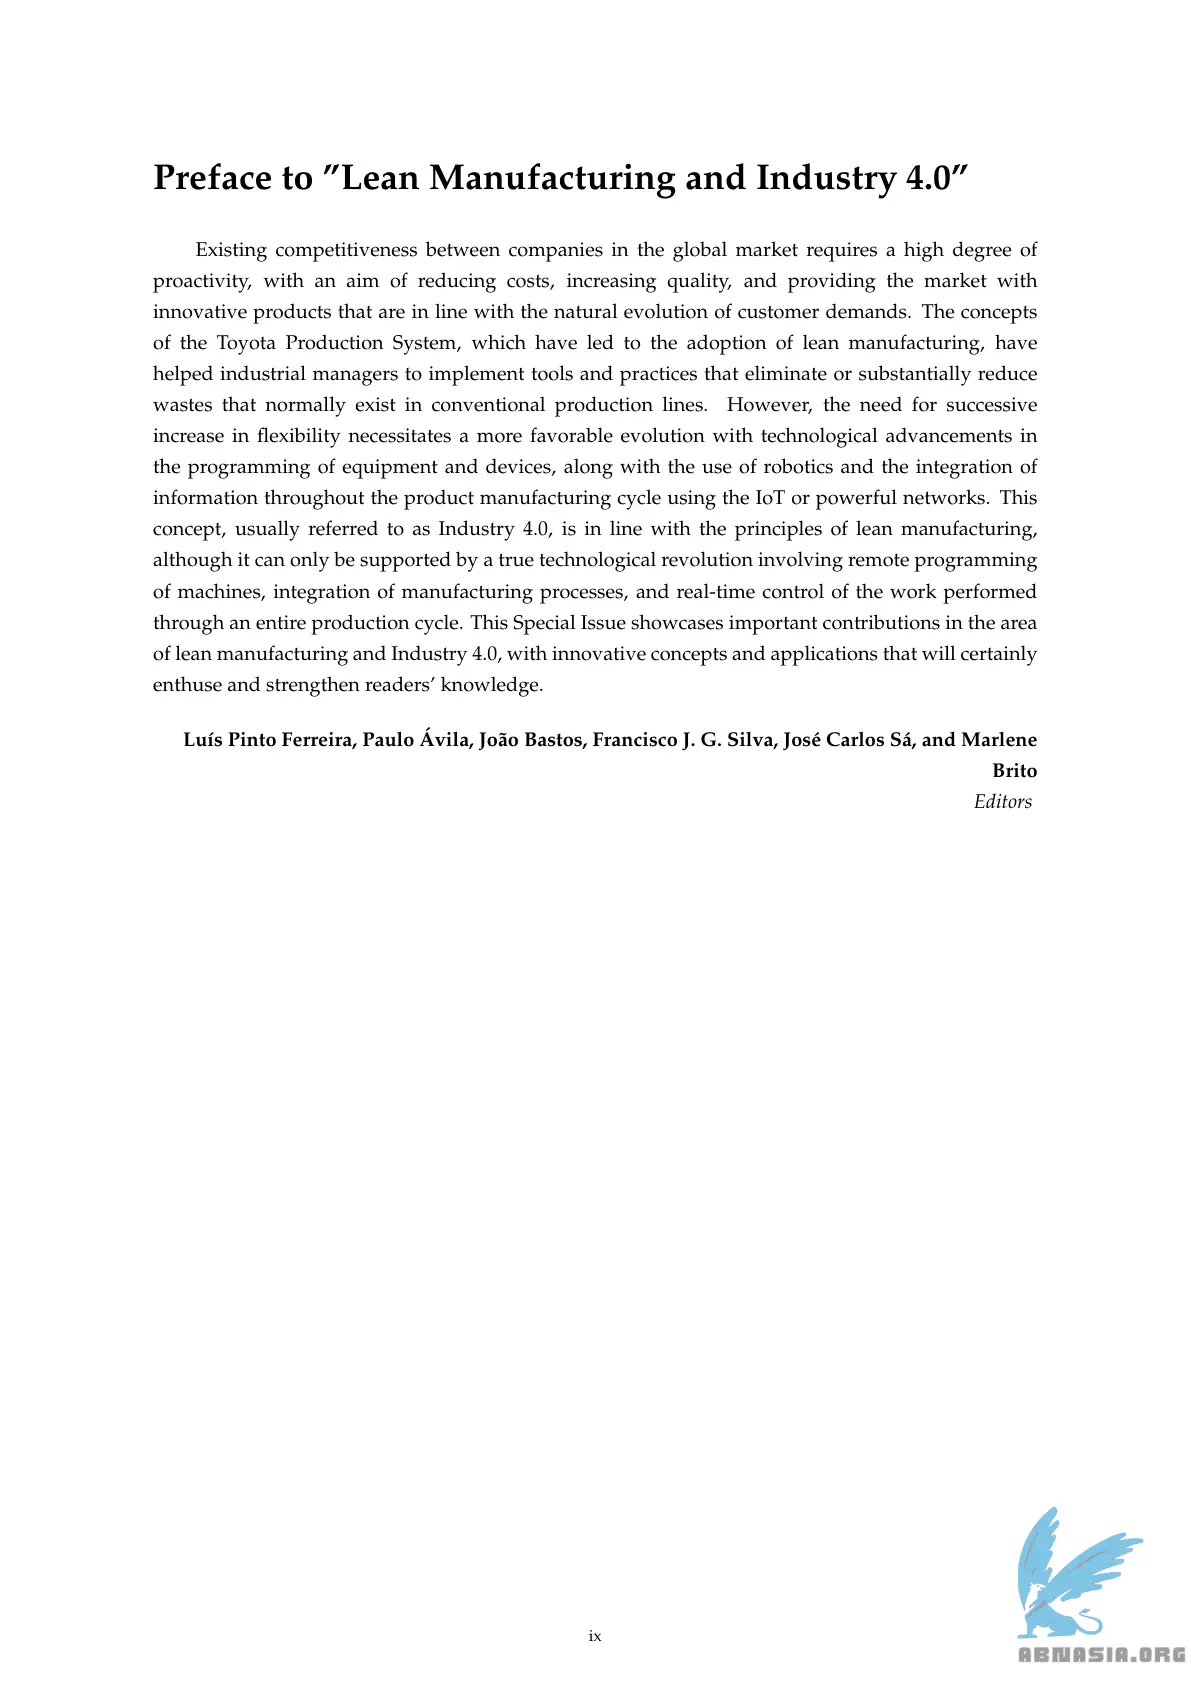 Preface to ”Lean Manufacturing and Industry 4.0”
Existing competitiveness between companies in the global market requires a high degree of
proactivity, with an aim of reducing costs, increasing quality, and providing the market with
innovative products that are in line with the natural evolution of customer demands. The concepts
of the Toyota Production System, which have led to the adoption of lean manufacturing, have
helped industrial managers to implement tools and practices that eliminate or substantially reduce
wastes that normally exist in conventional production lines. However, the need for successive
increase in flexibility necessitates a more favorable evolution with technological advancements in
the programming of equipment and devices, along with the use of robotics and the integration of
information throughout the product manufacturing cycle using the IoT or powerful networks. This
concept, usually referred to as Industry 4.0, is in line with the principles of lean manufacturing,
although it can only be supported by a true technological revolution involving remote programming
of machines, integration of manufacturing processes, and real-time control of the work performed
through an entire production cycle. This Special Issue showcases important contributions in the area
of lean manufacturing and Industry 4.0, with innovative concepts and applications that will certainly
enthuse and strengthen readers’ knowledge.
Luís Pinto Ferreira, Paulo Ávila, João Bastos, Francisco J. G. Silva, José Carlos Sá, and Marlene
Brito
Editors
ix
ABNASIA.ORG